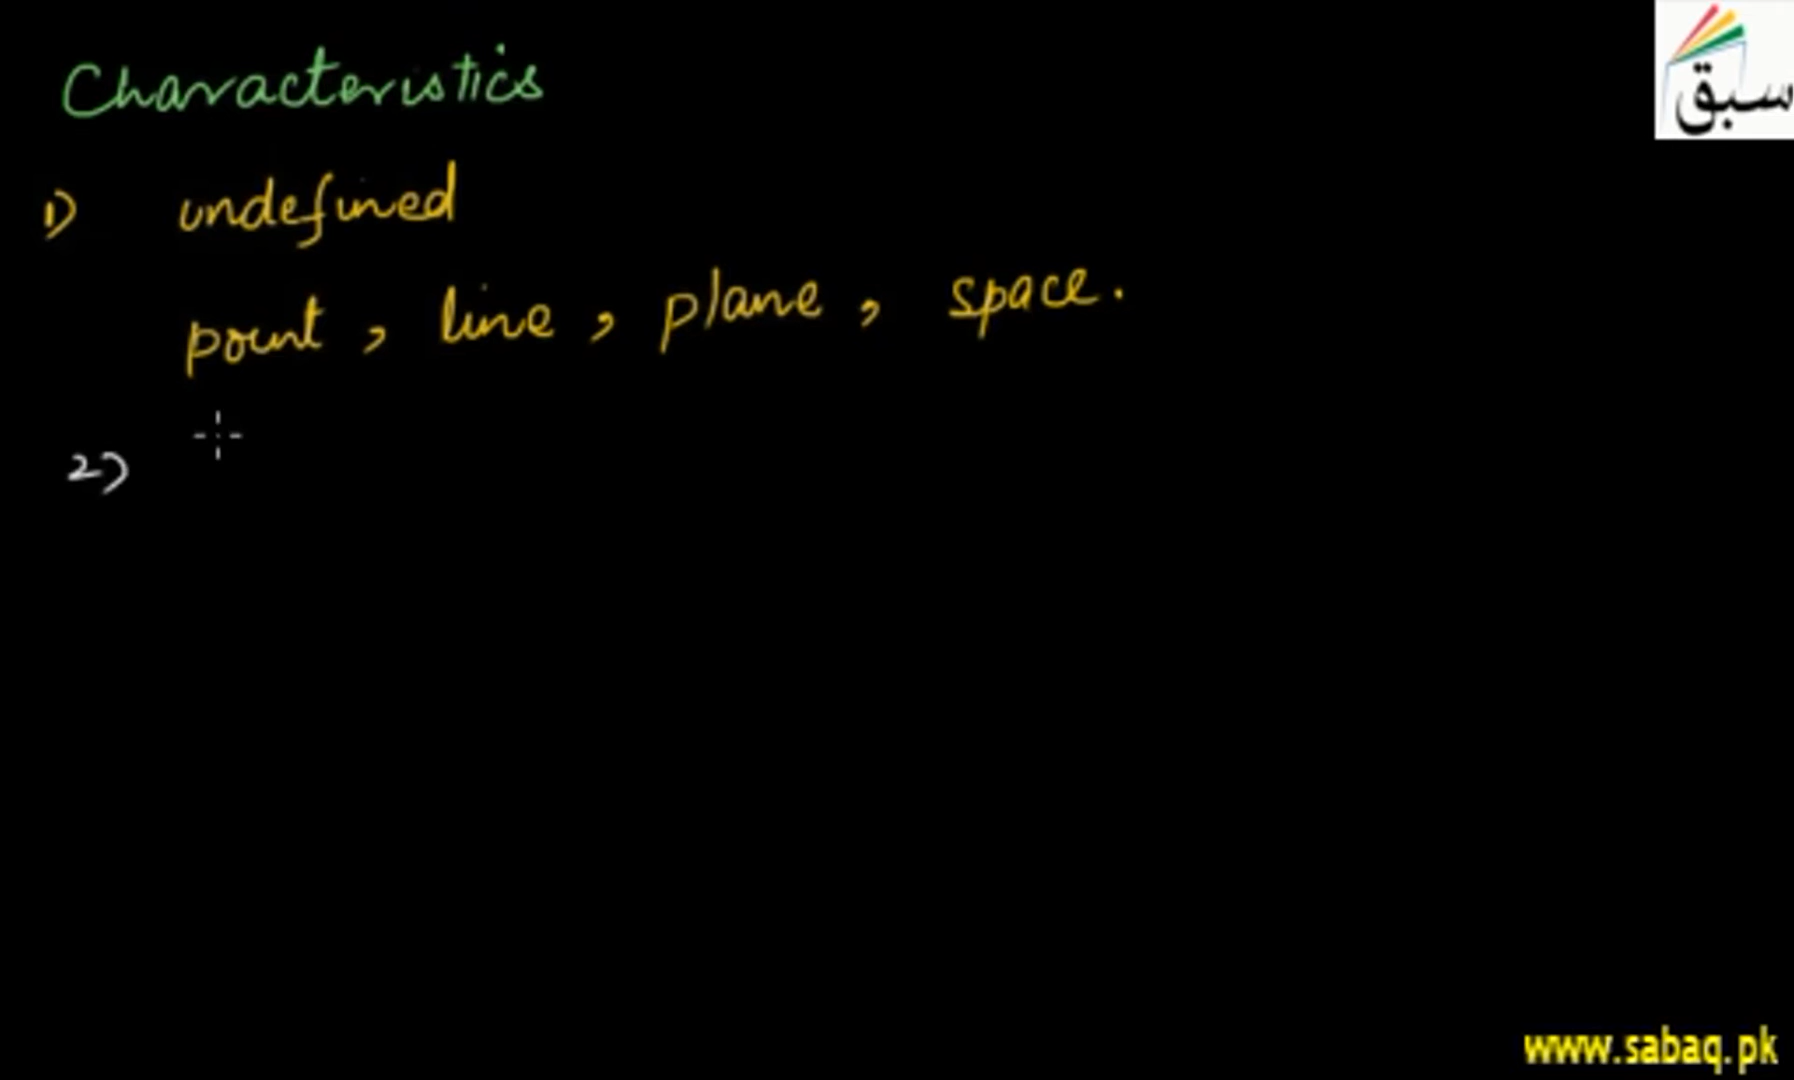 Characteristics
سبق
1) undefined
point, line, plane, space.
2)
www.sabaq.pk